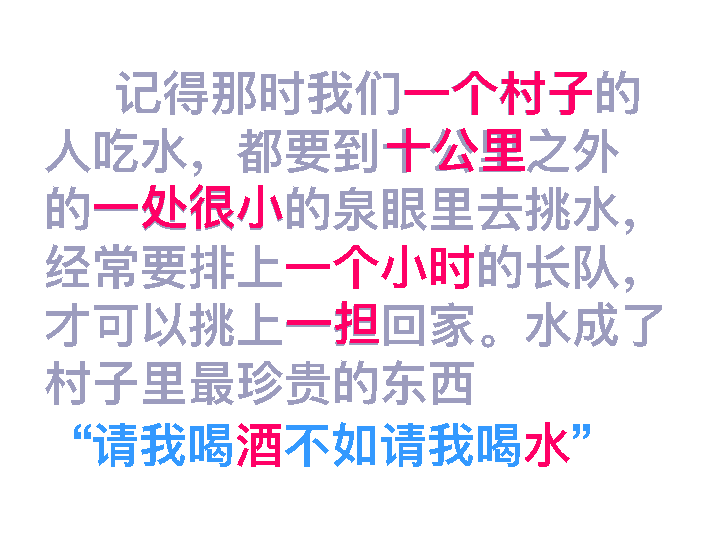 记得那时我们一个村子的
人吃水，都要到十公里之外
的一处很小的泉眼里去挑水，
经常要排上一个小时的长队，
才可以挑上一担回家。水成了
村子里最珍贵的东西
“请我喝酒不如请我喝水”